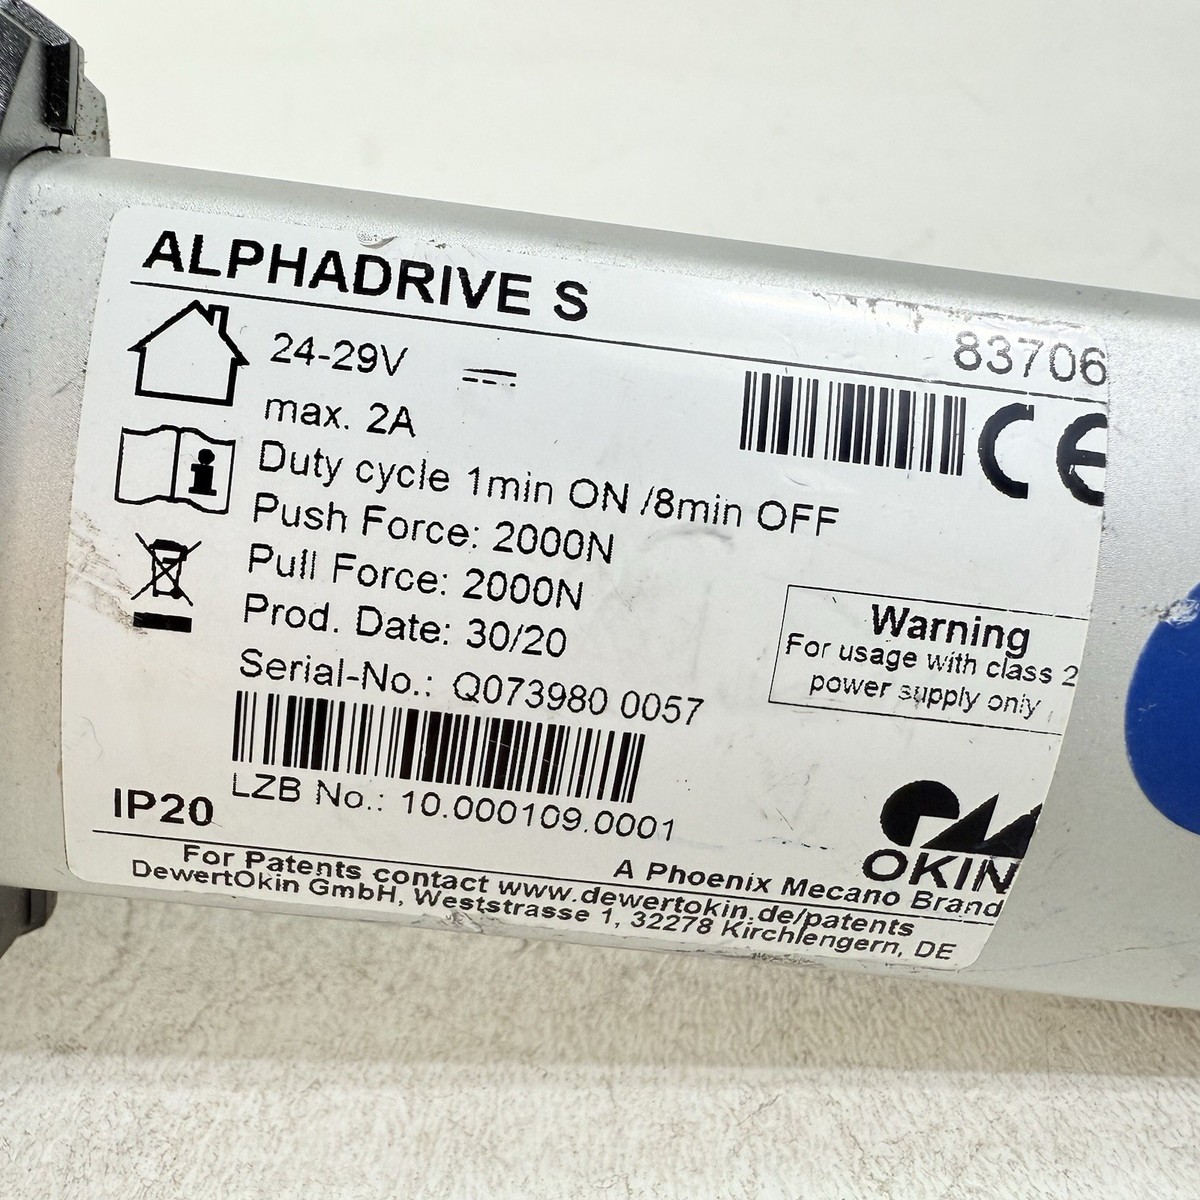 ALPHADRIVE S
83706
24-29V
max. 2A
Duty cycle 1min ON /8min OFF
Push Force: 2000N
Pull Force: 2000N
Prod. Date: 30/20
Serial-No.: Q073980 0057
LZB No.: 10.000109.0001
IP20
CE
Warning
For usage with class 2
power supply only
OKIN
A Phoenix Mecano Brand
For Patents contact www.dewertokin.de/patents
DewertOkin GmbH, Weststrasse 1, 32278 Kirchlengern, DE